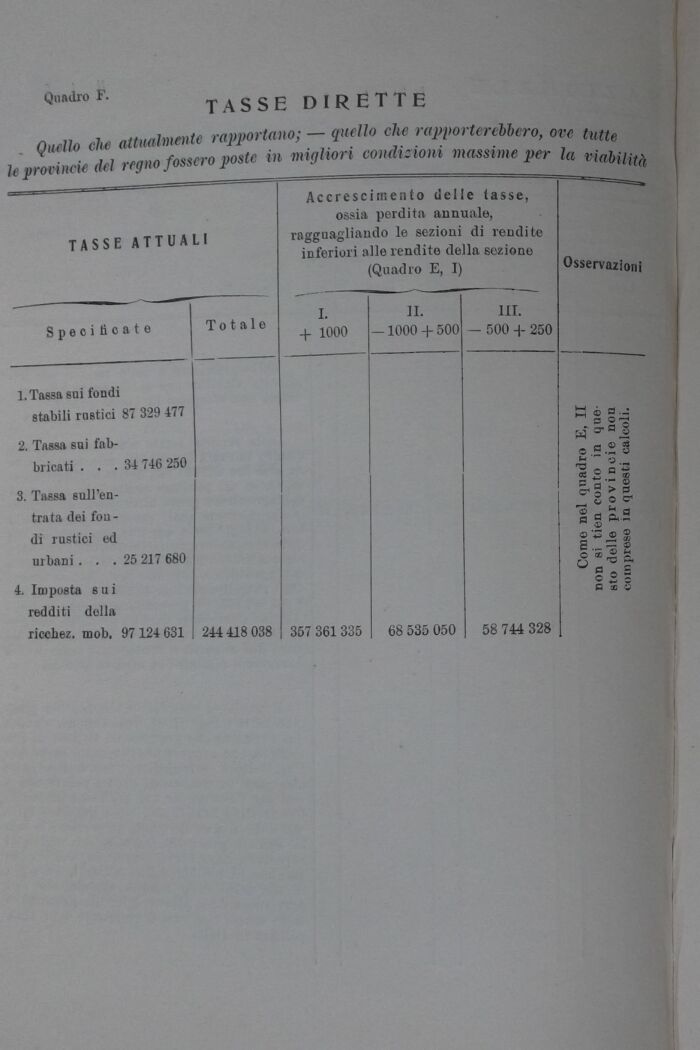 Quadro F.
TASSE DIRETTE
Quello che attualmente rapportano; — quello che rapporterebbero, ove tutte
le provincie del regno fossero poste in migliori condizioni massime per la viabilità
TASSE ATTUALI
Accrescimento delle tasse,
ossia perdita annuale,
ragguagliando le sezioni di rendite
inferiori alle rendite della sezione
(Quadro E, I)
Osservazioni
Specificate
Totale
I.
+ 1000
II.
— 1000 + 500
III.
— 500 + 250
1. Tassa sui fondi
stabili rustici 87 329 477
2. Tassa sui fab-
bricati . . . 34 746 250
3. Tassa sull'en-
trata dei fon-
di rustici ed
urbani . . . 25 217 680
4. Imposta sui
redditi della
ricchez. mob. 97 124 631 244 418 038 357 361 335 68 535 050 58 744 328
Come nel quadro E, II
non si tien conto in que-
sto delle provincie non
comprese in questi calcoli.